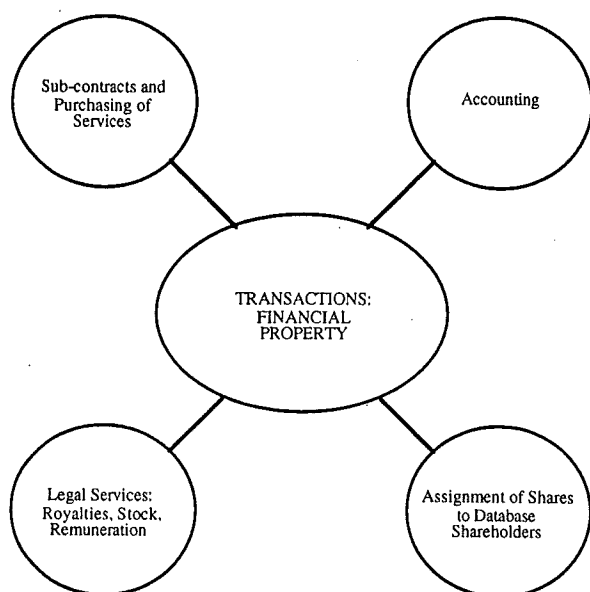 Sub-contracts and
Purchasing of
Services
Accounting
TRANSACTIONS:
FINANCIAL
PROPERTY
Legal Services:
Royalties, Stock,
Remuneration
Assignment of Shares
to Database
Shareholders